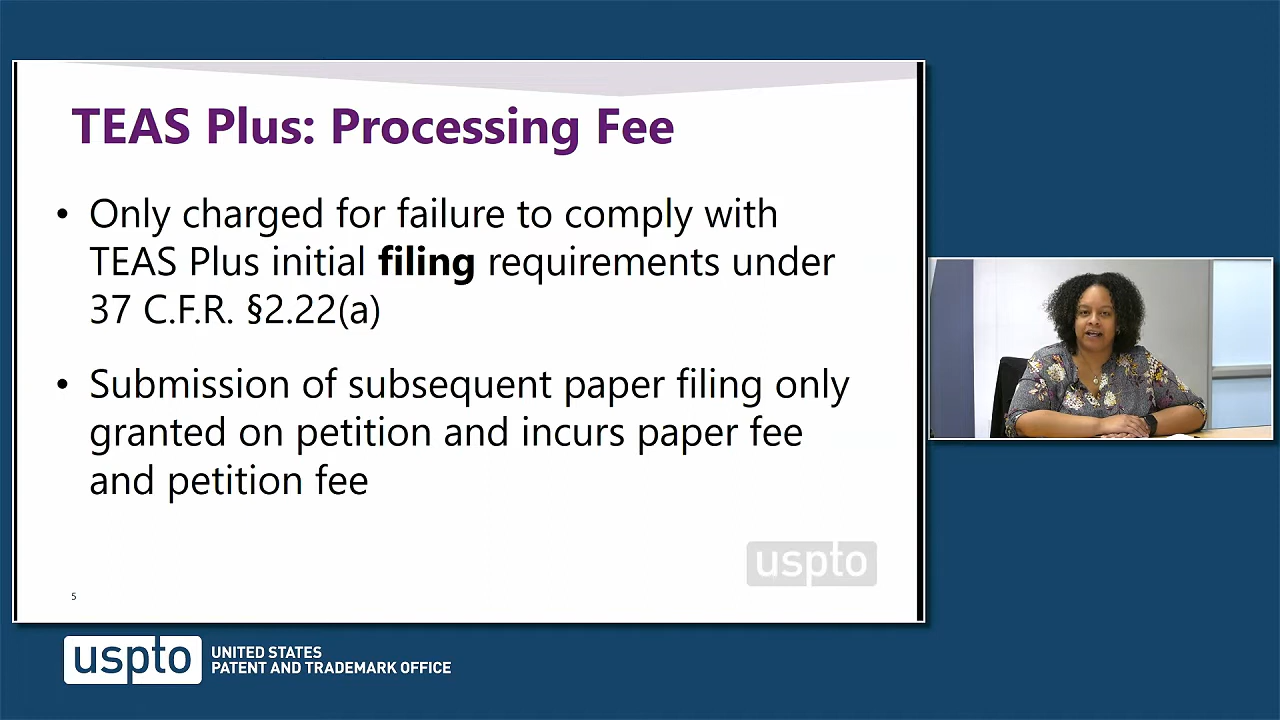 TEAS Plus: Processing Fee
• Only charged for failure to comply with
TEAS Plus initial filing requirements under
37 C.F.R. §2.22(a)
• Submission of subsequent paper filing only
granted on petition and incurs paper fee
and petition fee
uspto
5
uspto
UNITED STATES
PATENT AND TRADEMARK OFFICE